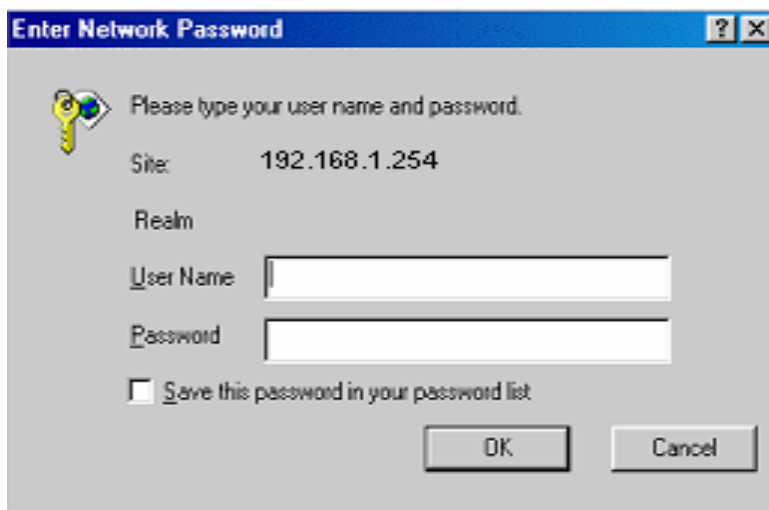 Enter Network Password
Please type your user name and password.
Site: 192.168.1.254
Realm
User Name
Password
Save this password in your password list
OK Cancel